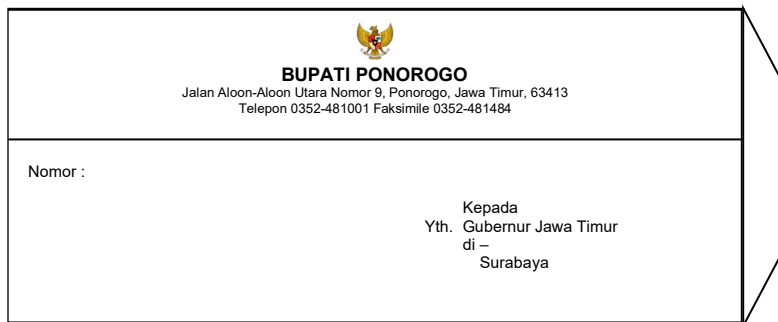 BUPATI PONOROGO
Jalan Aloon-Aloon Utara Nomor 9, Ponorogo, Jawa Timur, 63413
Telepon 0352-481001 Faksimile 0352-481484
Nomor :
Kepada
Yth. Gubernur Jawa Timur
di –
Surabaya